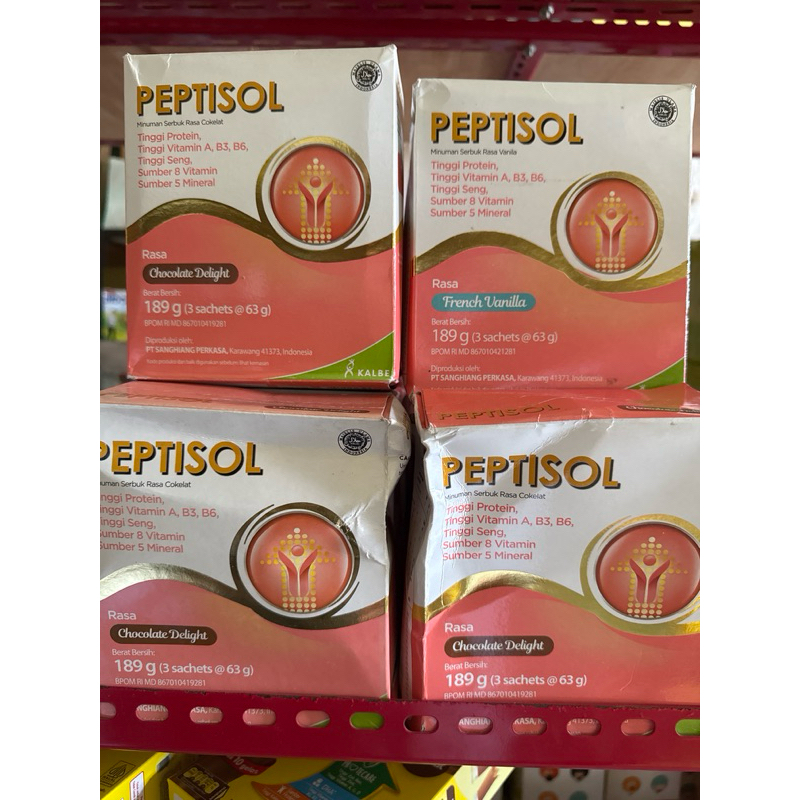 PEPTISOL
Minuman Serbuk Rasa Cokelat
Tinggi Protein,
Tinggi Vitamin A, B3, B6,
Tinggi Seng,
Sumber 8 Vitamin
Sumber 5 Mineral
Rasa
Chocolate Delight
Berat Bersih:
189 g (3 sachets @ 63 g)
BPOM RI MD 867010419281
Diproduksi oleh:
PT SANGHIANG PERKASA, Karawang 41373, Indonesia
KALBE
PEPTISOL
Minuman Serbuk Rasa Vanila
Tinggi Protein,
Tinggi Vitamin A, B3, B6,
Tinggi Seng,
Sumber 8 Vitamin
Sumber 5 Mineral
Rasa
French Vanilla
Berat Bersih:
189 g (3 sachets @ 63 g)
BPOM RI MD 867010421281
Diproduksi oleh:
PT SANGHIANG PERKASA, Karawang 41373, Indonesia
PEPTISOL
numan Serbuk Rasa Cokelat
nggi Protein,
nggi Vitamin A, B3, B6,
nggi Seng,
umber 8 Vitamin
umber 5 Mineral
Rasa
Chocolate Delight
Berat Bersih:
189 g (3 sachets @ 63 g)
BPOM RI MD 867010419281
PEPTISOL
PEPTISOL
Minuman Serbuk Rasa Cokelat
Tinggi Protein,
Tinggi Vitamin A, B3, B6,
Tinggi Seng,
Sumber 8 Vitamin
Sumber 5 Mineral
Rasa
Chocolate Delight
Berat Bersih:
189 g (3 sachets @ 63 g)
BPOM RI MD 867010419281